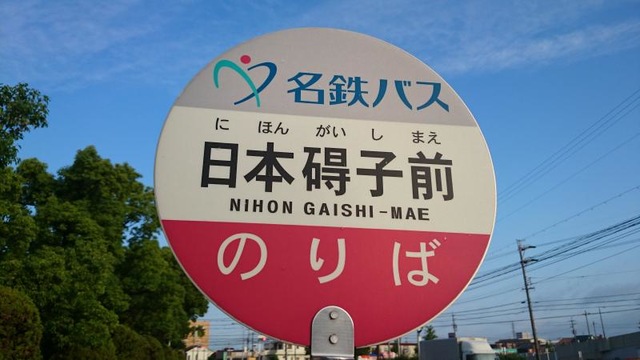 名鉄バス
に ほん がい し まえ
日本碍子前
NIHON GAISHI-MAE
のりば